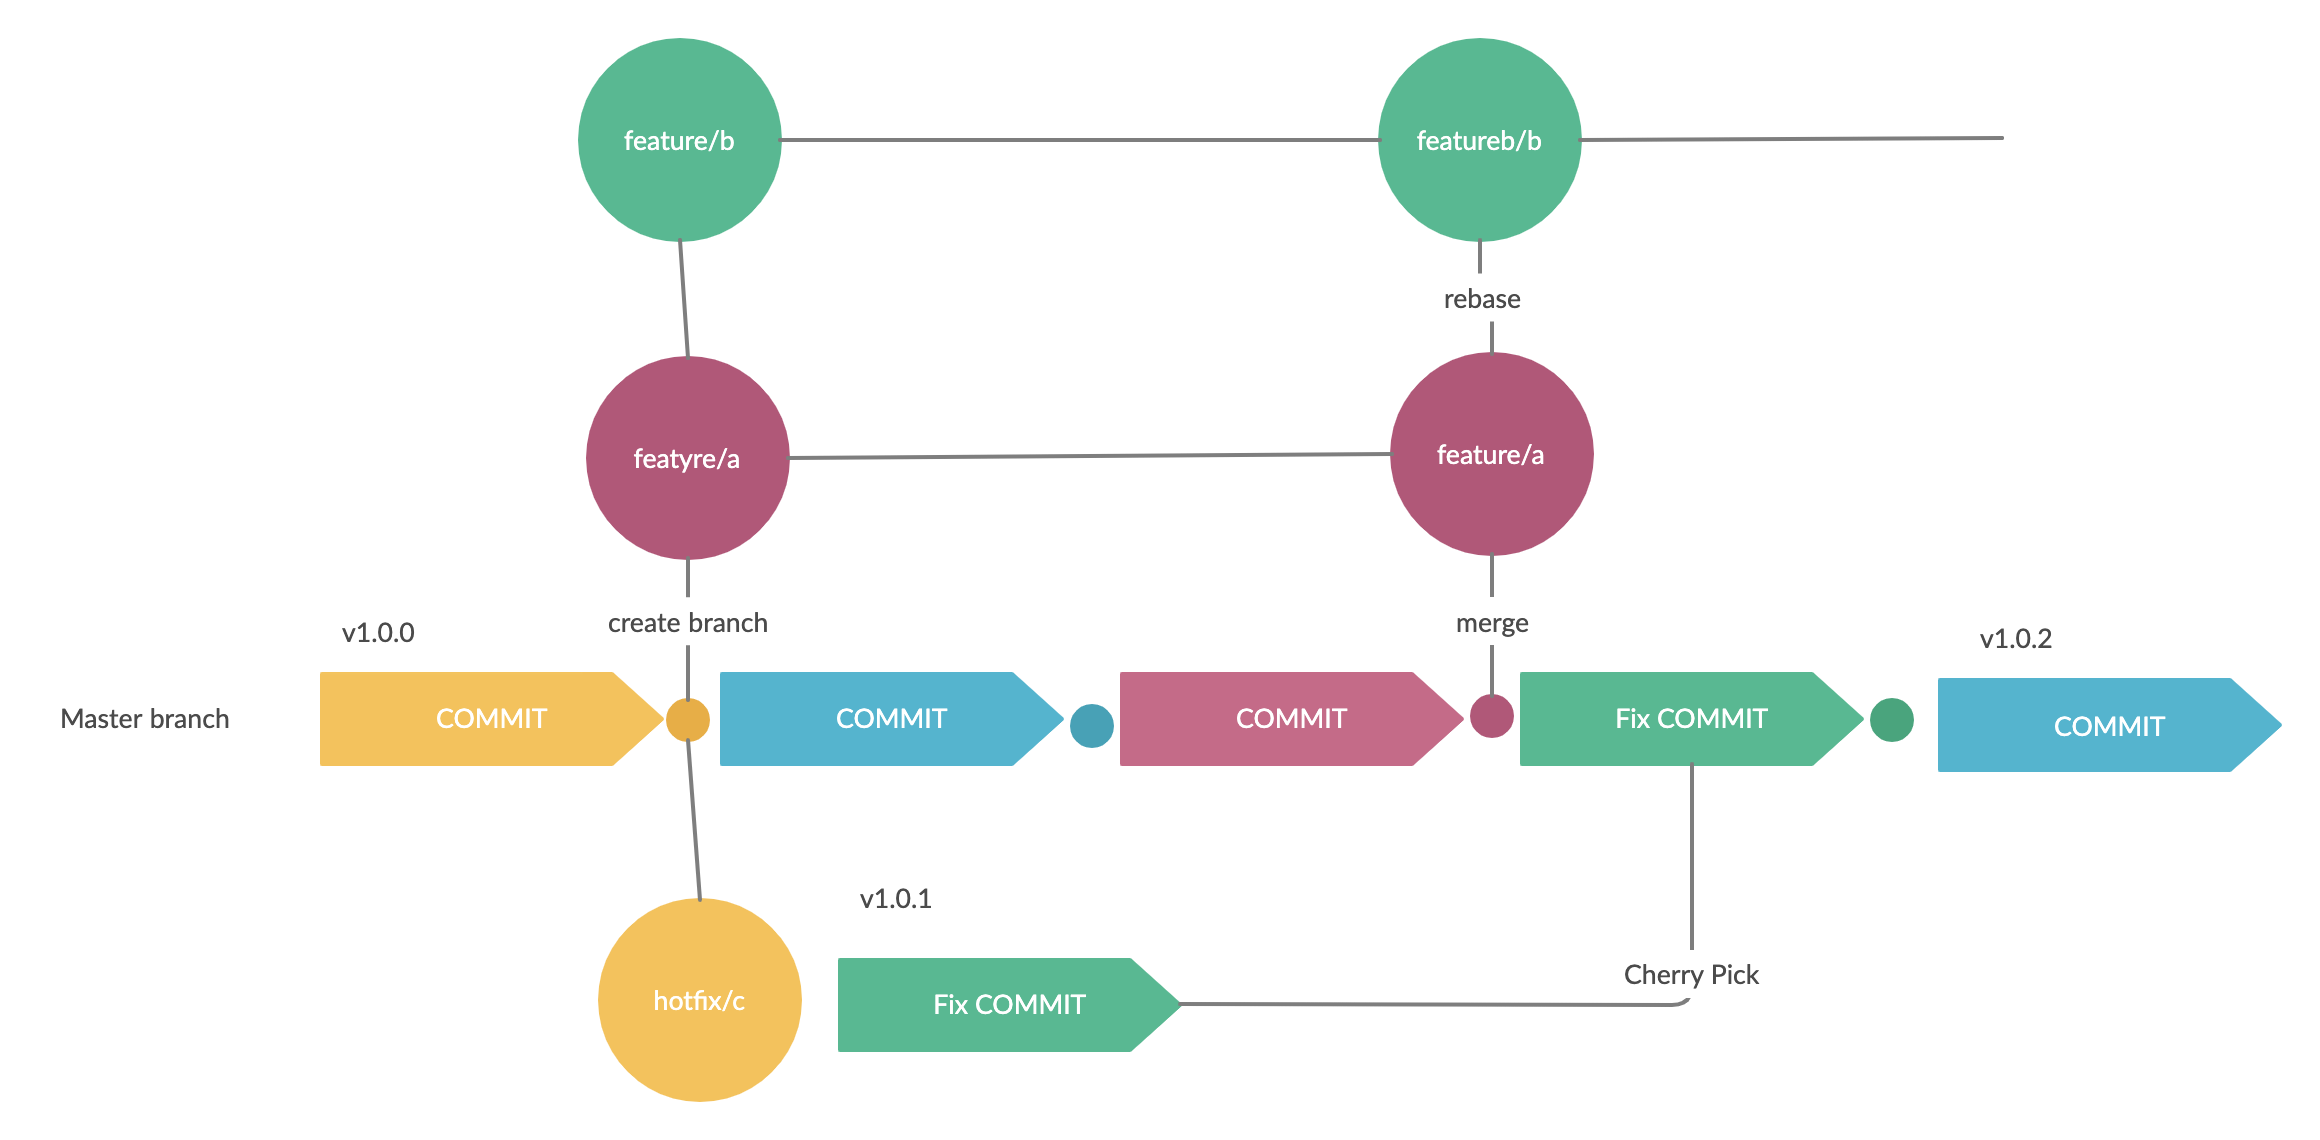 feature/b
featureb/b
rebase
featyre/a
feature/a
create branch
merge
v1.0.0
v1.0.2
Master branch
COMMIT
COMMIT
COMMIT
Fix COMMIT
COMMIT
v1.0.1
Cherry Pick
hotfix/c
Fix COMMIT